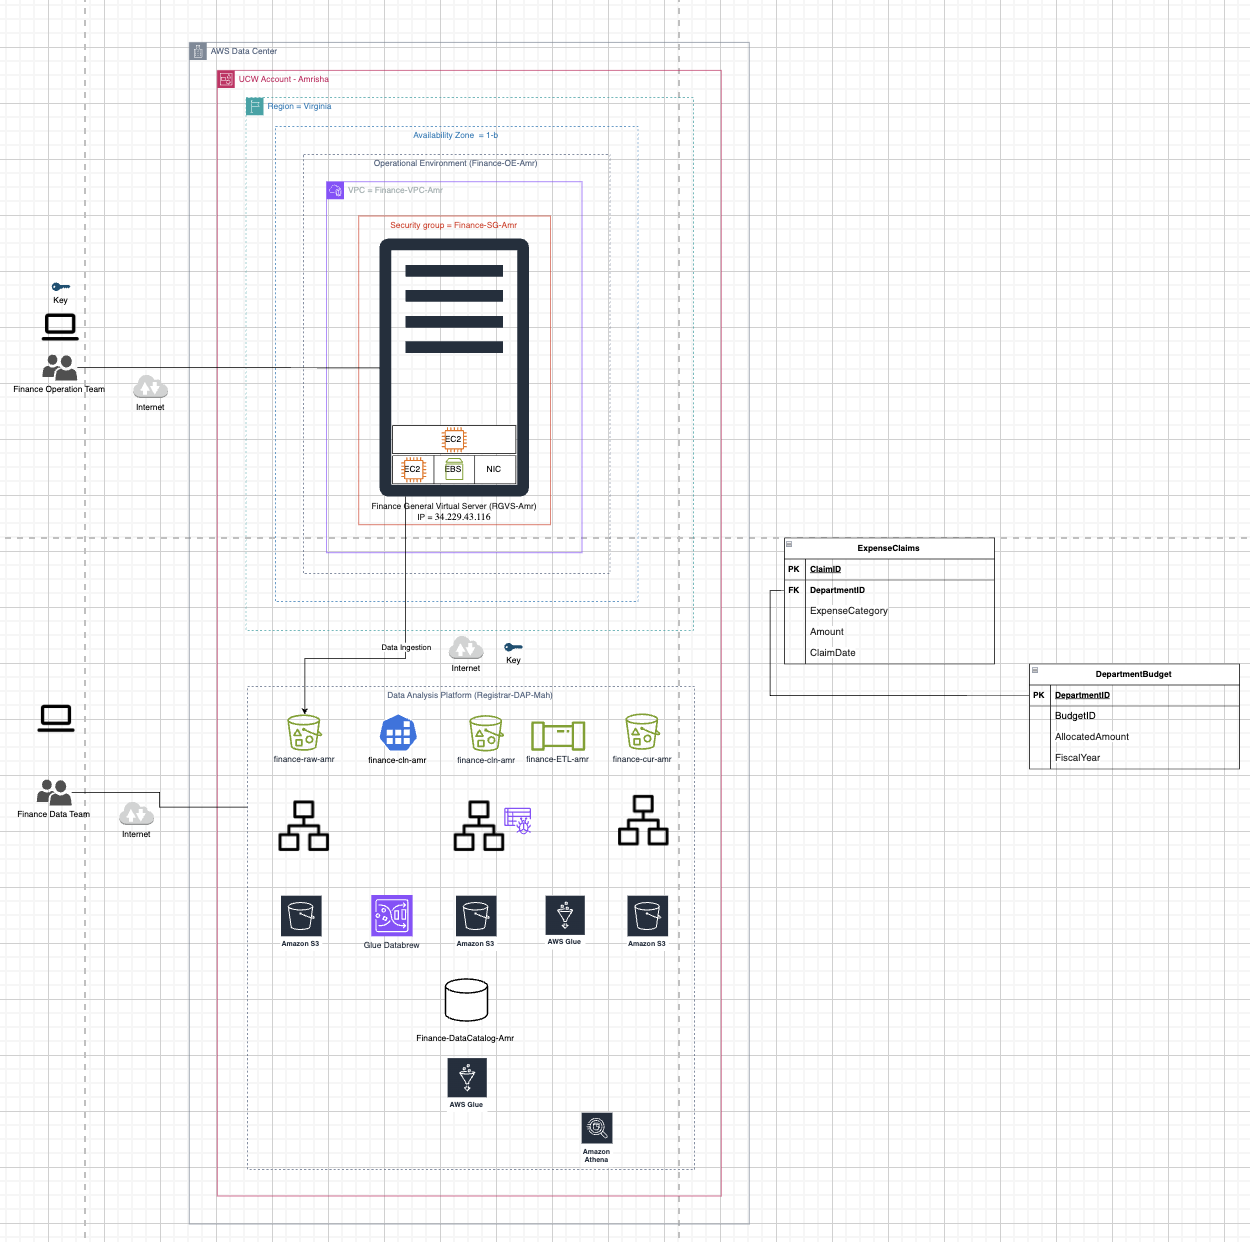 AWS Data Center
UCW Account - Amrisha
Region = Virginia
Availability Zone = 1-b
Operational Environment (Finance-OE-Amr)
VPC = Finance-VPC-Amr
Security group = Finance-SG-Amr
Key
Finance Operation Team
Internet
EC2
EC2
EBS
NIC
Finance General Virtual Server (RGVS-Amr)
IP = 34.229.43.116
ExpenseClaims
PK
ClaimID
FK
DepartmentID
ExpenseCategory
Amount
ClaimDate
DepartmentBudget
PK
DepartmentID
BudgetID
AllocatedAmount
FiscalYear
Data Ingestion
Internet
Key
Data Analysis Platform (Registrar-DAP-Mah)
finance-raw-amr
finance-cln-amr
finance-cln-amr
finance-ETL-amr
finance-cur-amr
Finance Data Team
Internet
Amazon S3
Glue Databrew
Amazon S3
AWS Glue
Amazon S3
Finance-DataCatalog-Amr
AWS Glue
Amazon
Athena